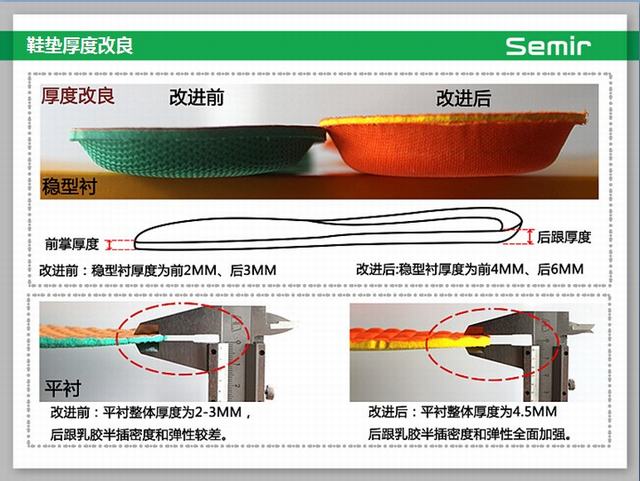 鞋垫厚度改良
Semir
厚度改良
改进前
改进后
稳型衬
前掌厚度
后跟厚度
改进前：稳型衬厚度为前2MM、后3MM
改进后:稳型衬厚度为前4MM、后6MM
平衬
改进前：平衬整体厚度为2-3MM，
后跟乳胶半插密度和弹性较差。
改进后：平衬整体厚度为4.5MM
后跟乳胶半插密度和弹性全面加强。